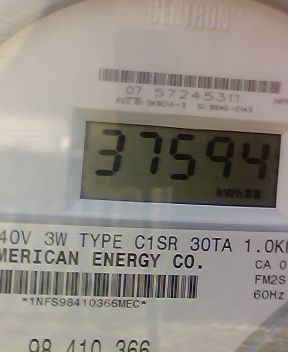 CENTRON
07 57245311
37594
kWh
40V 3W TYPE C1SR 30TA 1.0K
MERICAN ENERGY CO.
CA 0
*1NFS98410366MEC*
FM2S
60Hz
98 410 366